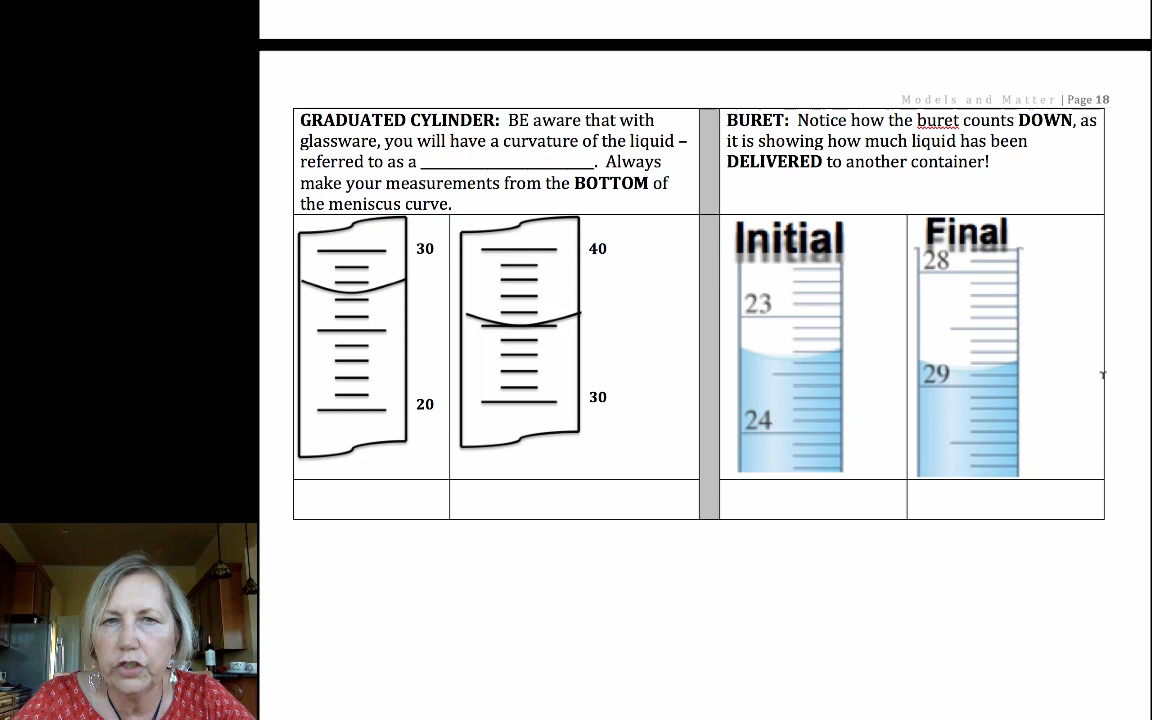 Models and Matter | Page 18
GRADUATED CYLINDER: BE aware that with
glassware, you will have a curvature of the liquid –
referred to as a ____________________. Always
make your measurements from the BOTTOM of
the meniscus curve.
BURET: Notice how the buret counts DOWN, as
it is showing how much liquid has been
DELIVERED to another container!
30
20
40
30
Initial
23
24
Final
28
29